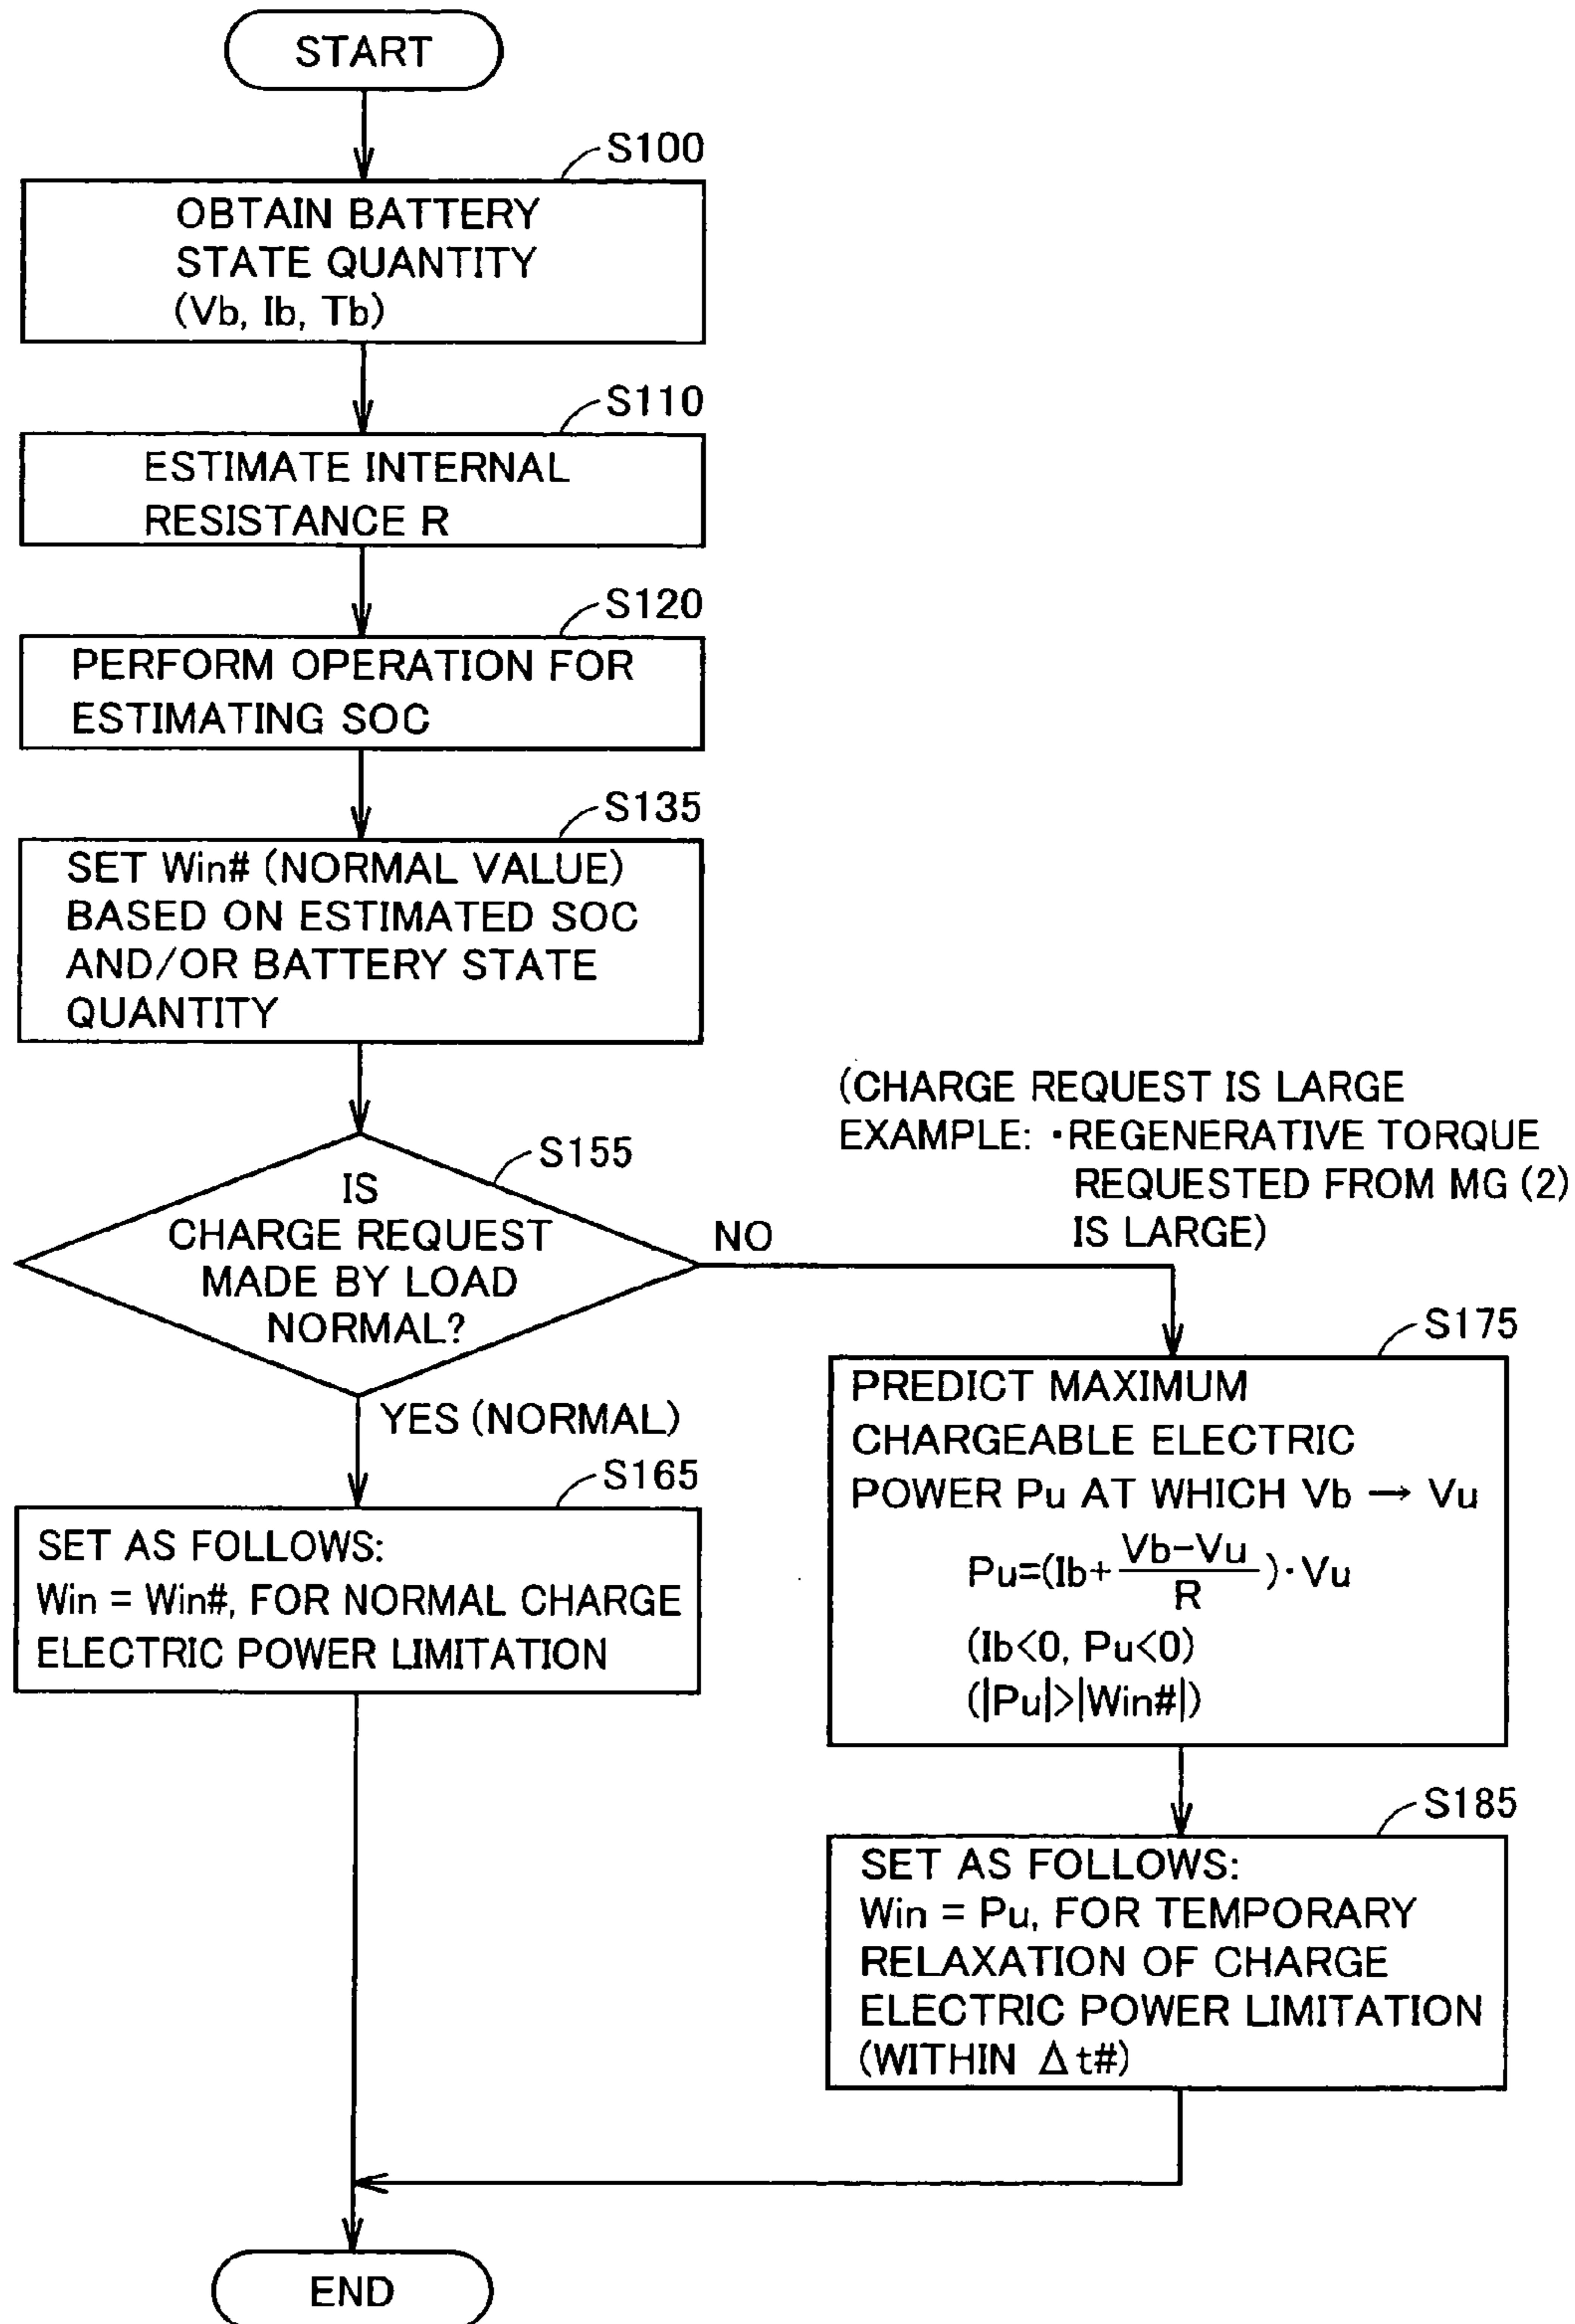 START
S100
OBTAIN BATTERY
STATE QUANTITY
(Vb, Ib, Tb)
S110
ESTIMATE INTERNAL
RESISTANCE R
S120
PERFORM OPERATION FOR
ESTIMATING SOC
S135
SET Win# (NORMAL VALUE)
BASED ON ESTIMATED SOC
AND/OR BATTERY STATE
QUANTITY
S155
IS
CHARGE REQUEST
MADE BY LOAD
NORMAL?
NO
(CHARGE REQUEST IS LARGE
EXAMPLE: ·REGENERATIVE TORQUE
REQUESTED FROM MG (2)
IS LARGE)
YES (NORMAL)
S165
SET AS FOLLOWS:
Win = Win#, FOR NORMAL CHARGE
ELECTRIC POWER LIMITATION
S175
PREDICT MAXIMUM
CHARGEABLE ELECTRIC
POWER Pu AT WHICH Vb → Vu
Pu=(Ib+ Vb-Vu / R )·Vu
(Ib<0, Pu<0)
(|Pu|>|Win#|)
S185
SET AS FOLLOWS:
Win = Pu, FOR TEMPORARY
RELAXATION OF CHARGE
ELECTRIC POWER LIMITATION
(WITHIN Δt#)
END